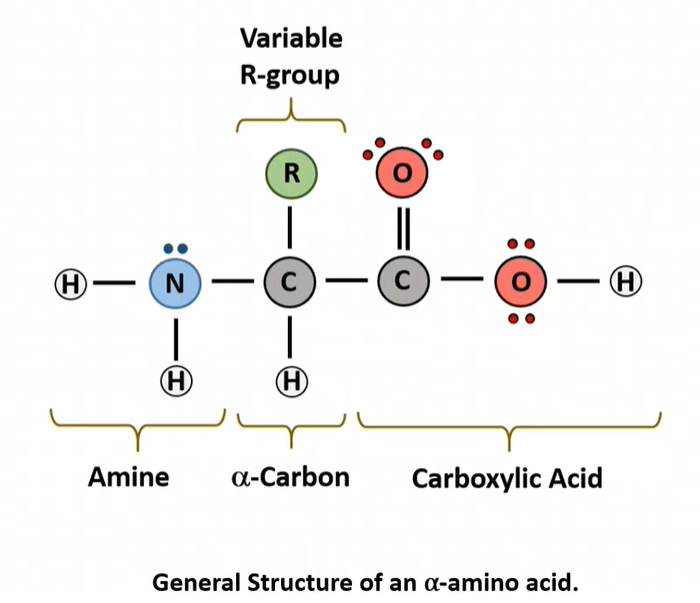 Variable
R-group
R
O
H N C C O H
H H
Amine α-Carbon Carboxylic Acid
General Structure of an α-amino acid.